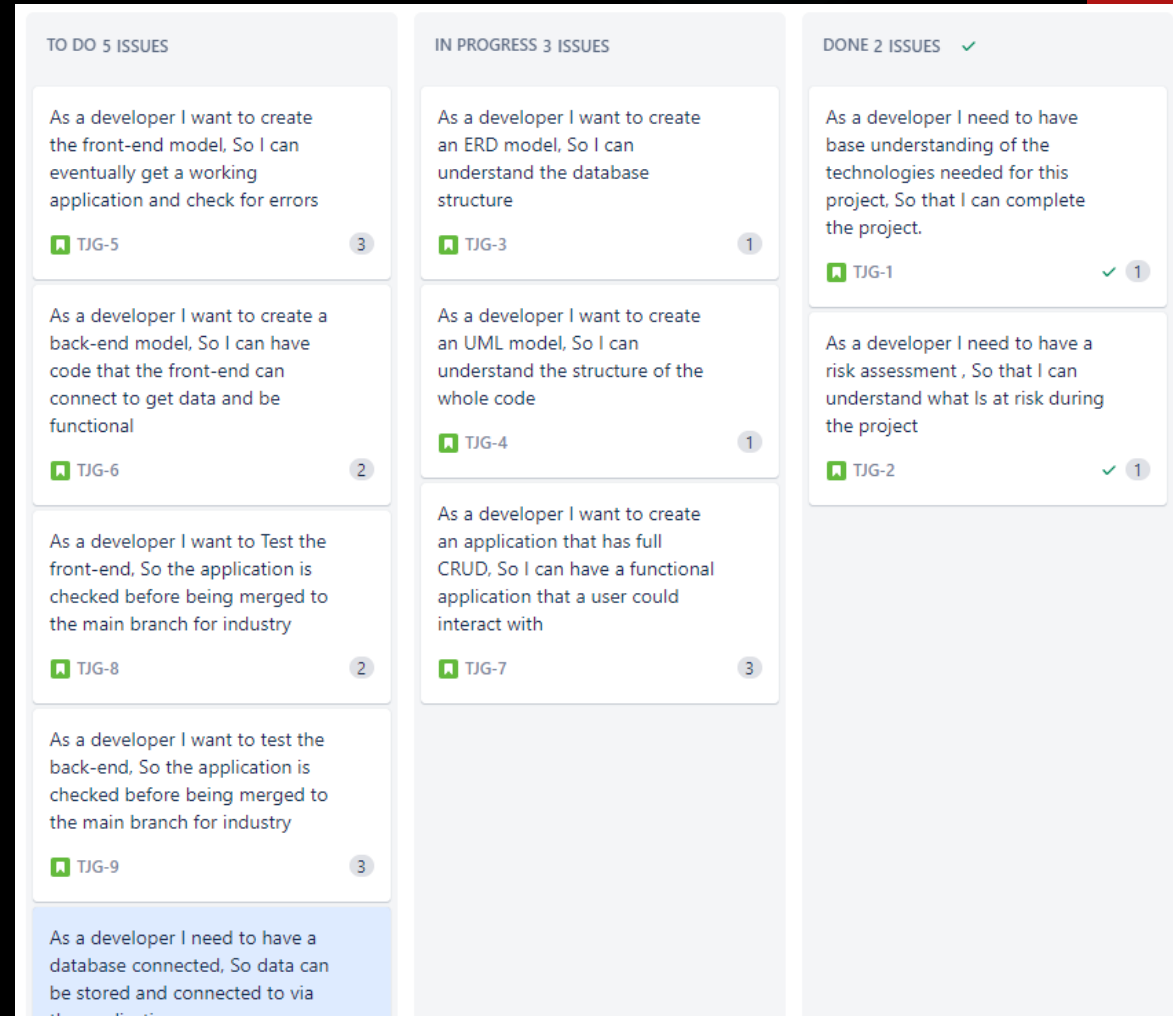 TO DO 5 ISSUES
As a developer I want to create
the front-end model, So I can
eventually get a working
application and check for errors
TJG-5
3
As a developer I want to create a
back-end model, So I can have
code that the front-end can
connect to get data and be
functional
TJG-6
2
As a developer I want to Test the
front-end, So the application is
checked before being merged to
the main branch for industry
TJG-8
2
As a developer I want to test the
back-end, So the application is
checked before being merged to
the main branch for industry
TJG-9
3
As a developer I need to have a
database connected, So data can
be stored and connected to via
IN PROGRESS 3 ISSUES
As a developer I want to create
an ERD model, So I can
understand the database
structure
TJG-3
1
As a developer I want to create
an UML model, So I can
understand the structure of the
whole code
TJG-4
1
As a developer I want to create
an application that has full
CRUD, So I can have a functional
application that a user could
interact with
TJG-7
3
DONE 2 ISSUES
As a developer I need to have
base understanding of the
technologies needed for this
project, So that I can complete
the project.
TJG-1
1
As a developer I need to have a
risk assessment , So that I can
understand what Is at risk during
the project
TJG-2
1